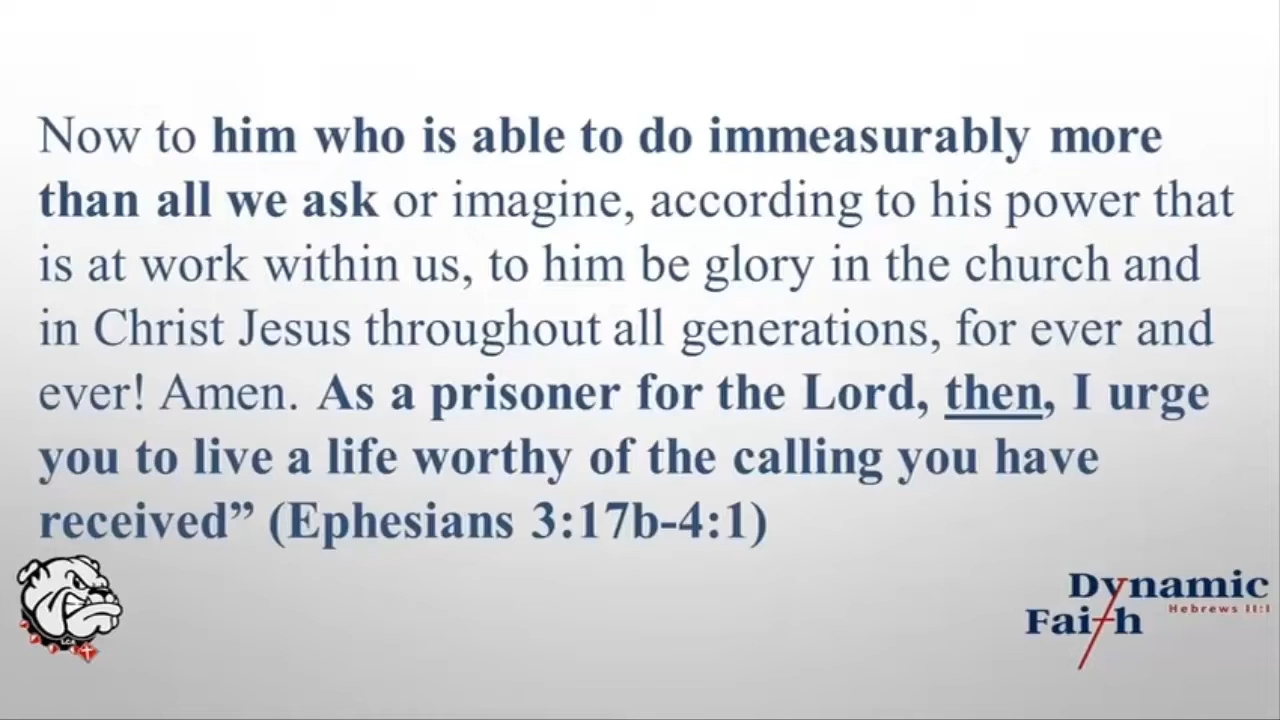 Now to him who is able to do immeasurably more
than all we ask or imagine, according to his power that
is at work within us, to him be glory in the church and
in Christ Jesus throughout all generations, for ever and
ever! Amen. As a prisoner for the Lord, then, I urge
you to live a life worthy of the calling you have
received” (Ephesians 3:17b-4:1)
LCA
Dynamic
Hebrews 11:1
Faith